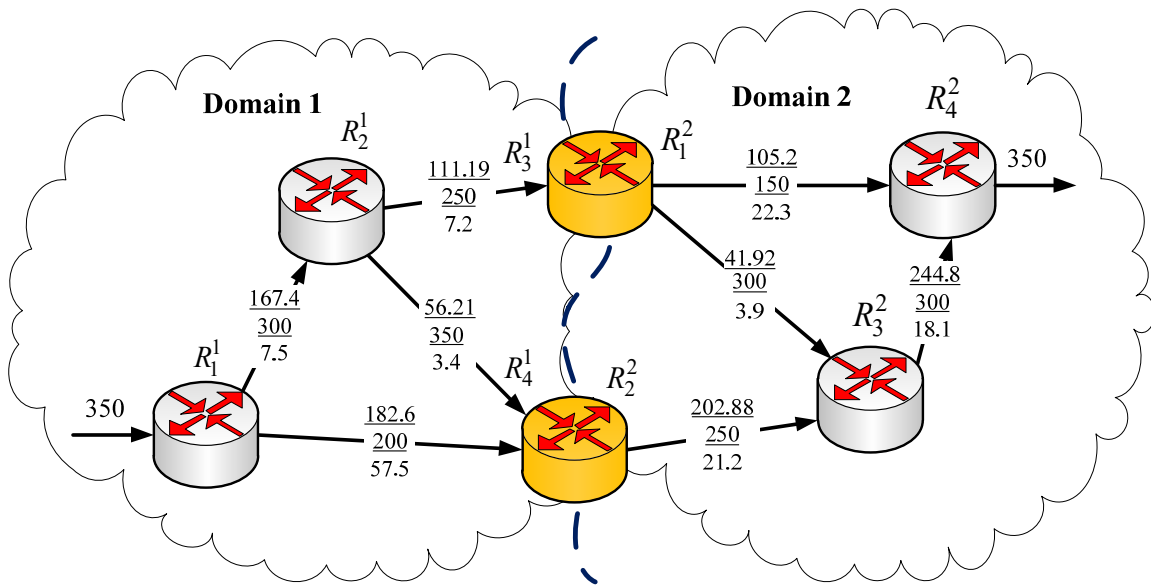 Domain 1
Domain 2
R_4^2
R_2^1
R_3^1
R_1^2
111.19
250
7.2
105.2
150
22.3
350
167.4
300
7.5
56.21
350
3.4
41.92
300
3.9
244.8
300
18.1
R_3^2
R_1^1
R_4^1
R_2^2
350
182.6
200
57.5
202.88
250
21.2